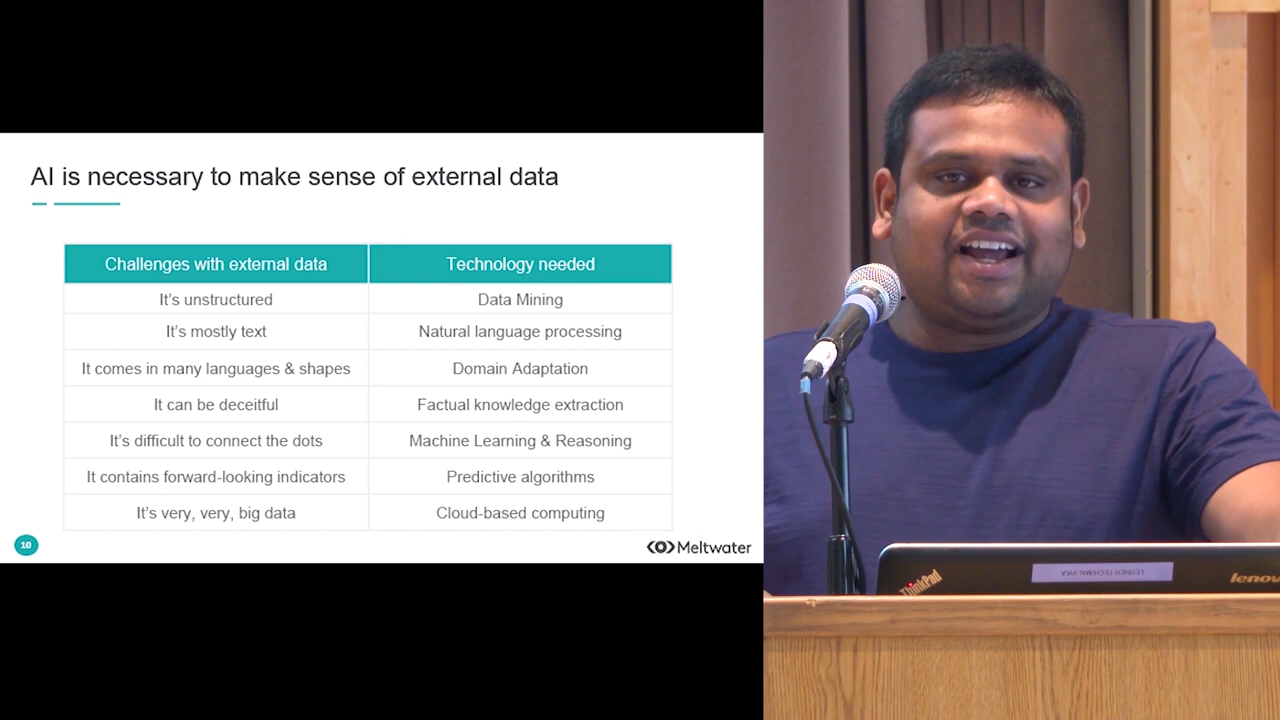 AI is necessary to make sense of external data
Challenges with external data Technology needed
It's unstructured Data Mining
It's mostly text Natural language processing
It comes in many languages & shapes Domain Adaptation
It can be deceitful Factual knowledge extraction
It's difficult to connect the dots Machine Learning & Reasoning
It contains forward-looking indicators Predictive algorithms
It's very, very, big data Cloud-based computing
10
Meltwater
ThinkPad
lenov